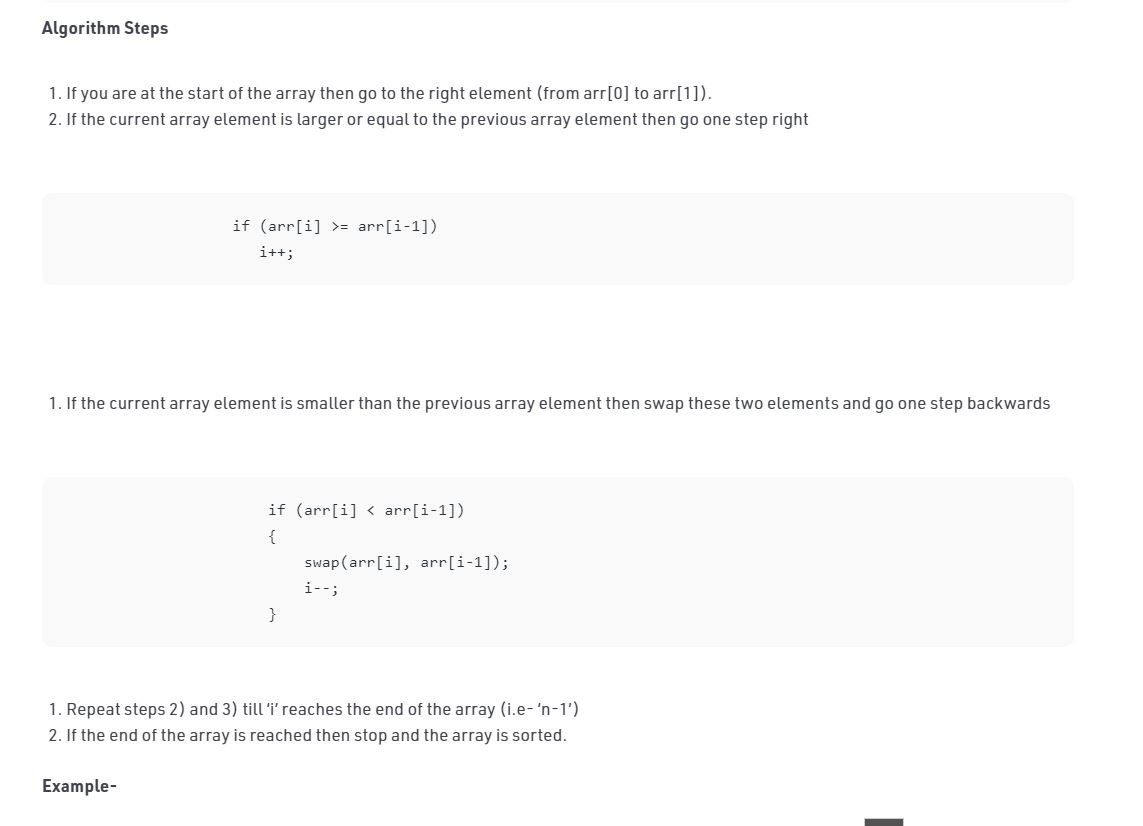 Algorithm Steps
1. If you are at the start of the array then go to the right element (from arr[0] to arr[1]).
2. If the current array element is larger or equal to the previous array element then go one step right
if (arr[i] >= arr[i-1])
i++;
1. If the current array element is smaller than the previous array element then swap these two elements and go one step backwards
if (arr[i] < arr[i-1])
{
swap(arr[i], arr[i-1]);
i--;
}
1. Repeat steps 2) and 3) till ‘i’ reaches the end of the array (i.e- ‘n-1’)
2. If the end of the array is reached then stop and the array is sorted.
Example-